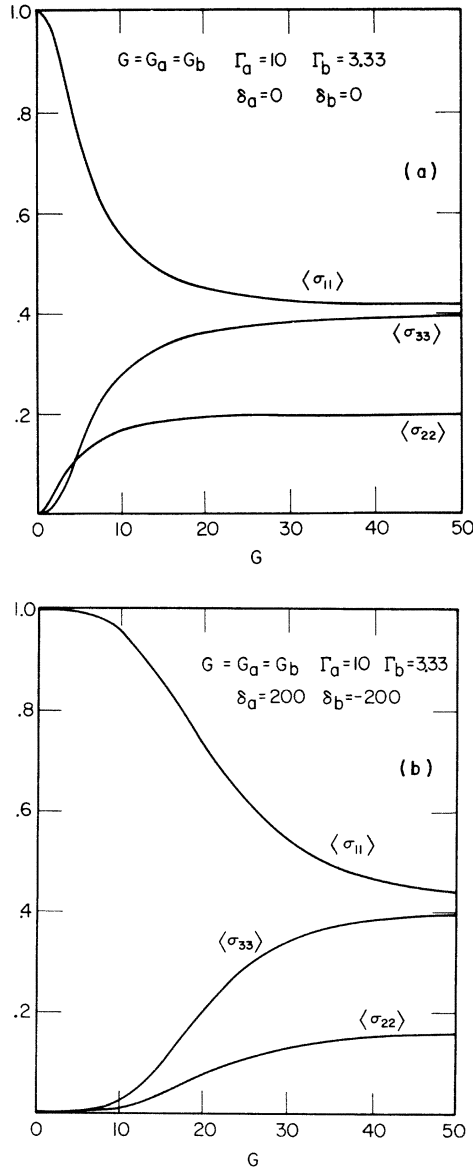 1.0
G = Ga = Gb Γa = 10 Γb = 3.33
δa = 0 δb = 0
.8
(a)
.6
⟨σ11⟩
.4
⟨σ33⟩
.2
⟨σ22⟩
0 10 20 30 40 50
G
1.0
G = Ga = Gb Γa = 10 Γb = 3.33
δa = 200 δb = -200
.8
(b)
.6
⟨σ11⟩
.4
⟨σ33⟩
.2
⟨σ22⟩
0 10 20 30 40 50
G